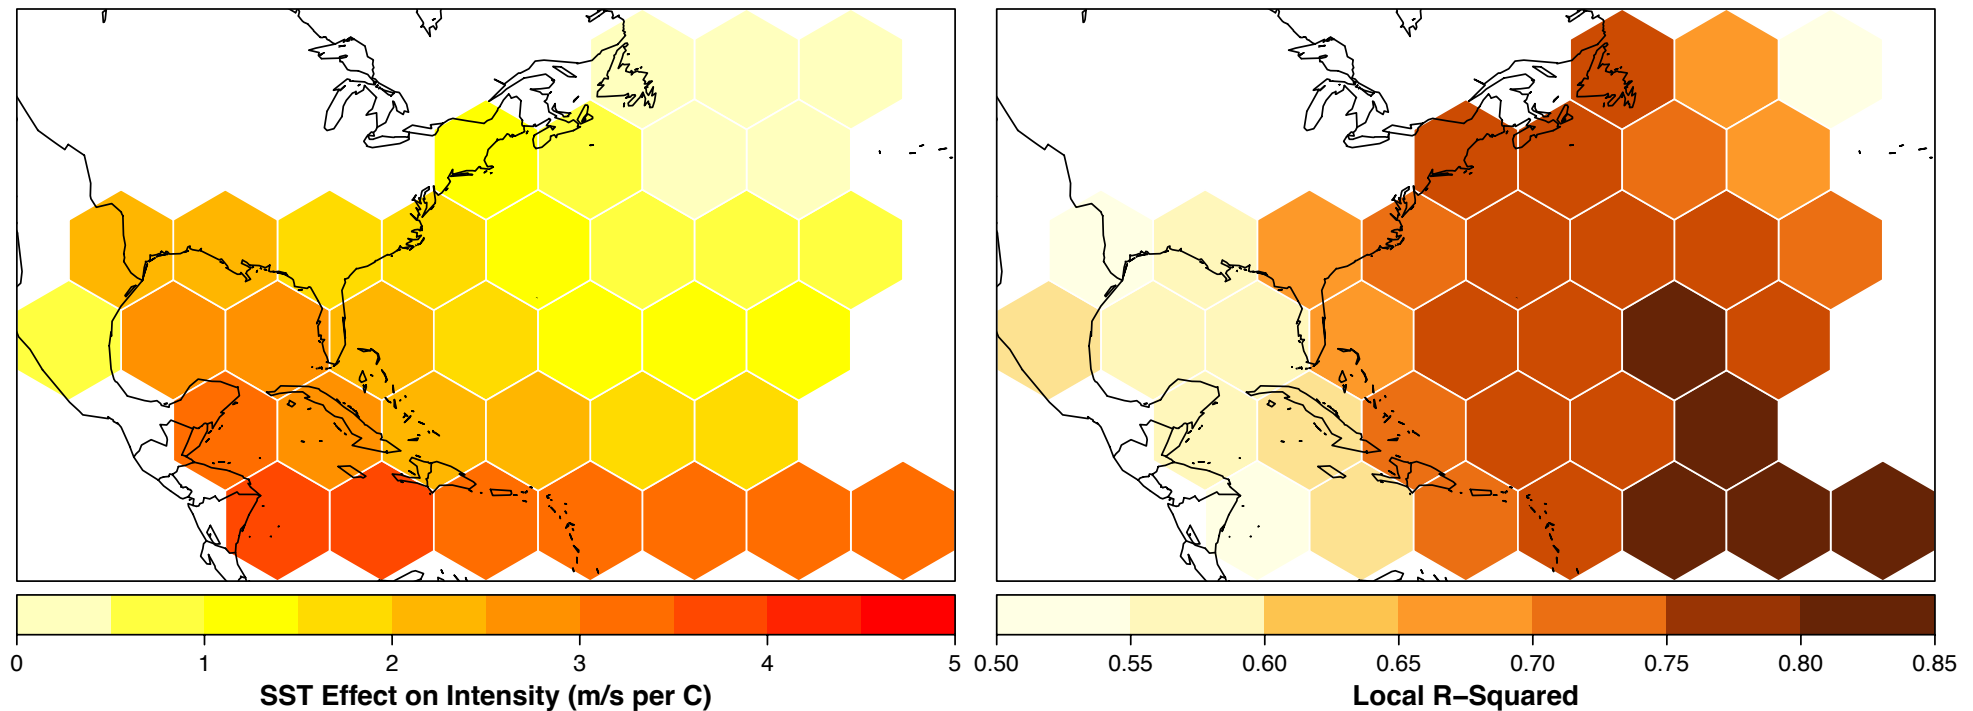 0 1 2 3 4 5
SST Effect on Intensity (m/s per C)
0.50 0.55 0.60 0.65 0.70 0.75 0.80 0.85
Local R−Squared